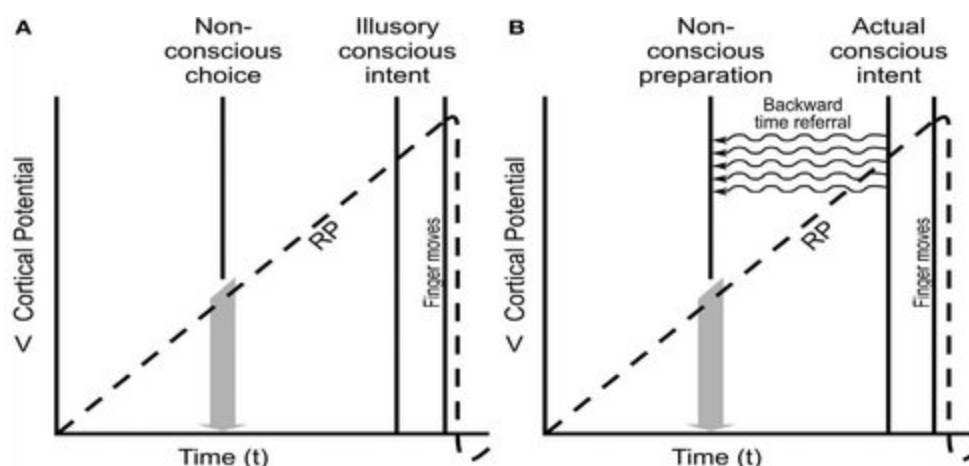 A
Non-
conscious
choice
Illusory
conscious
intent
< Cortical Potential
RP
Finger moves
Time (t)
B
Non-
conscious
preparation
Actual
conscious
intent
Backward
time referral
< Cortical Potential
RP
Finger moves
Time (t)